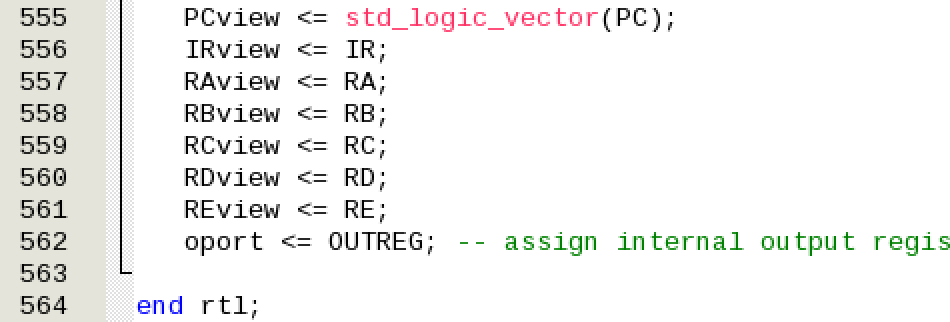 555 PCview <= std_logic_vector(PC);
556 IRview <= IR;
557 RAview <= RA;
558 RBview <= RB;
559 RCview <= RC;
560 RDview <= RD;
561 REview <= RE;
562 oport <= OUTREG; -- assign internal output regis
563
564 end rtl;